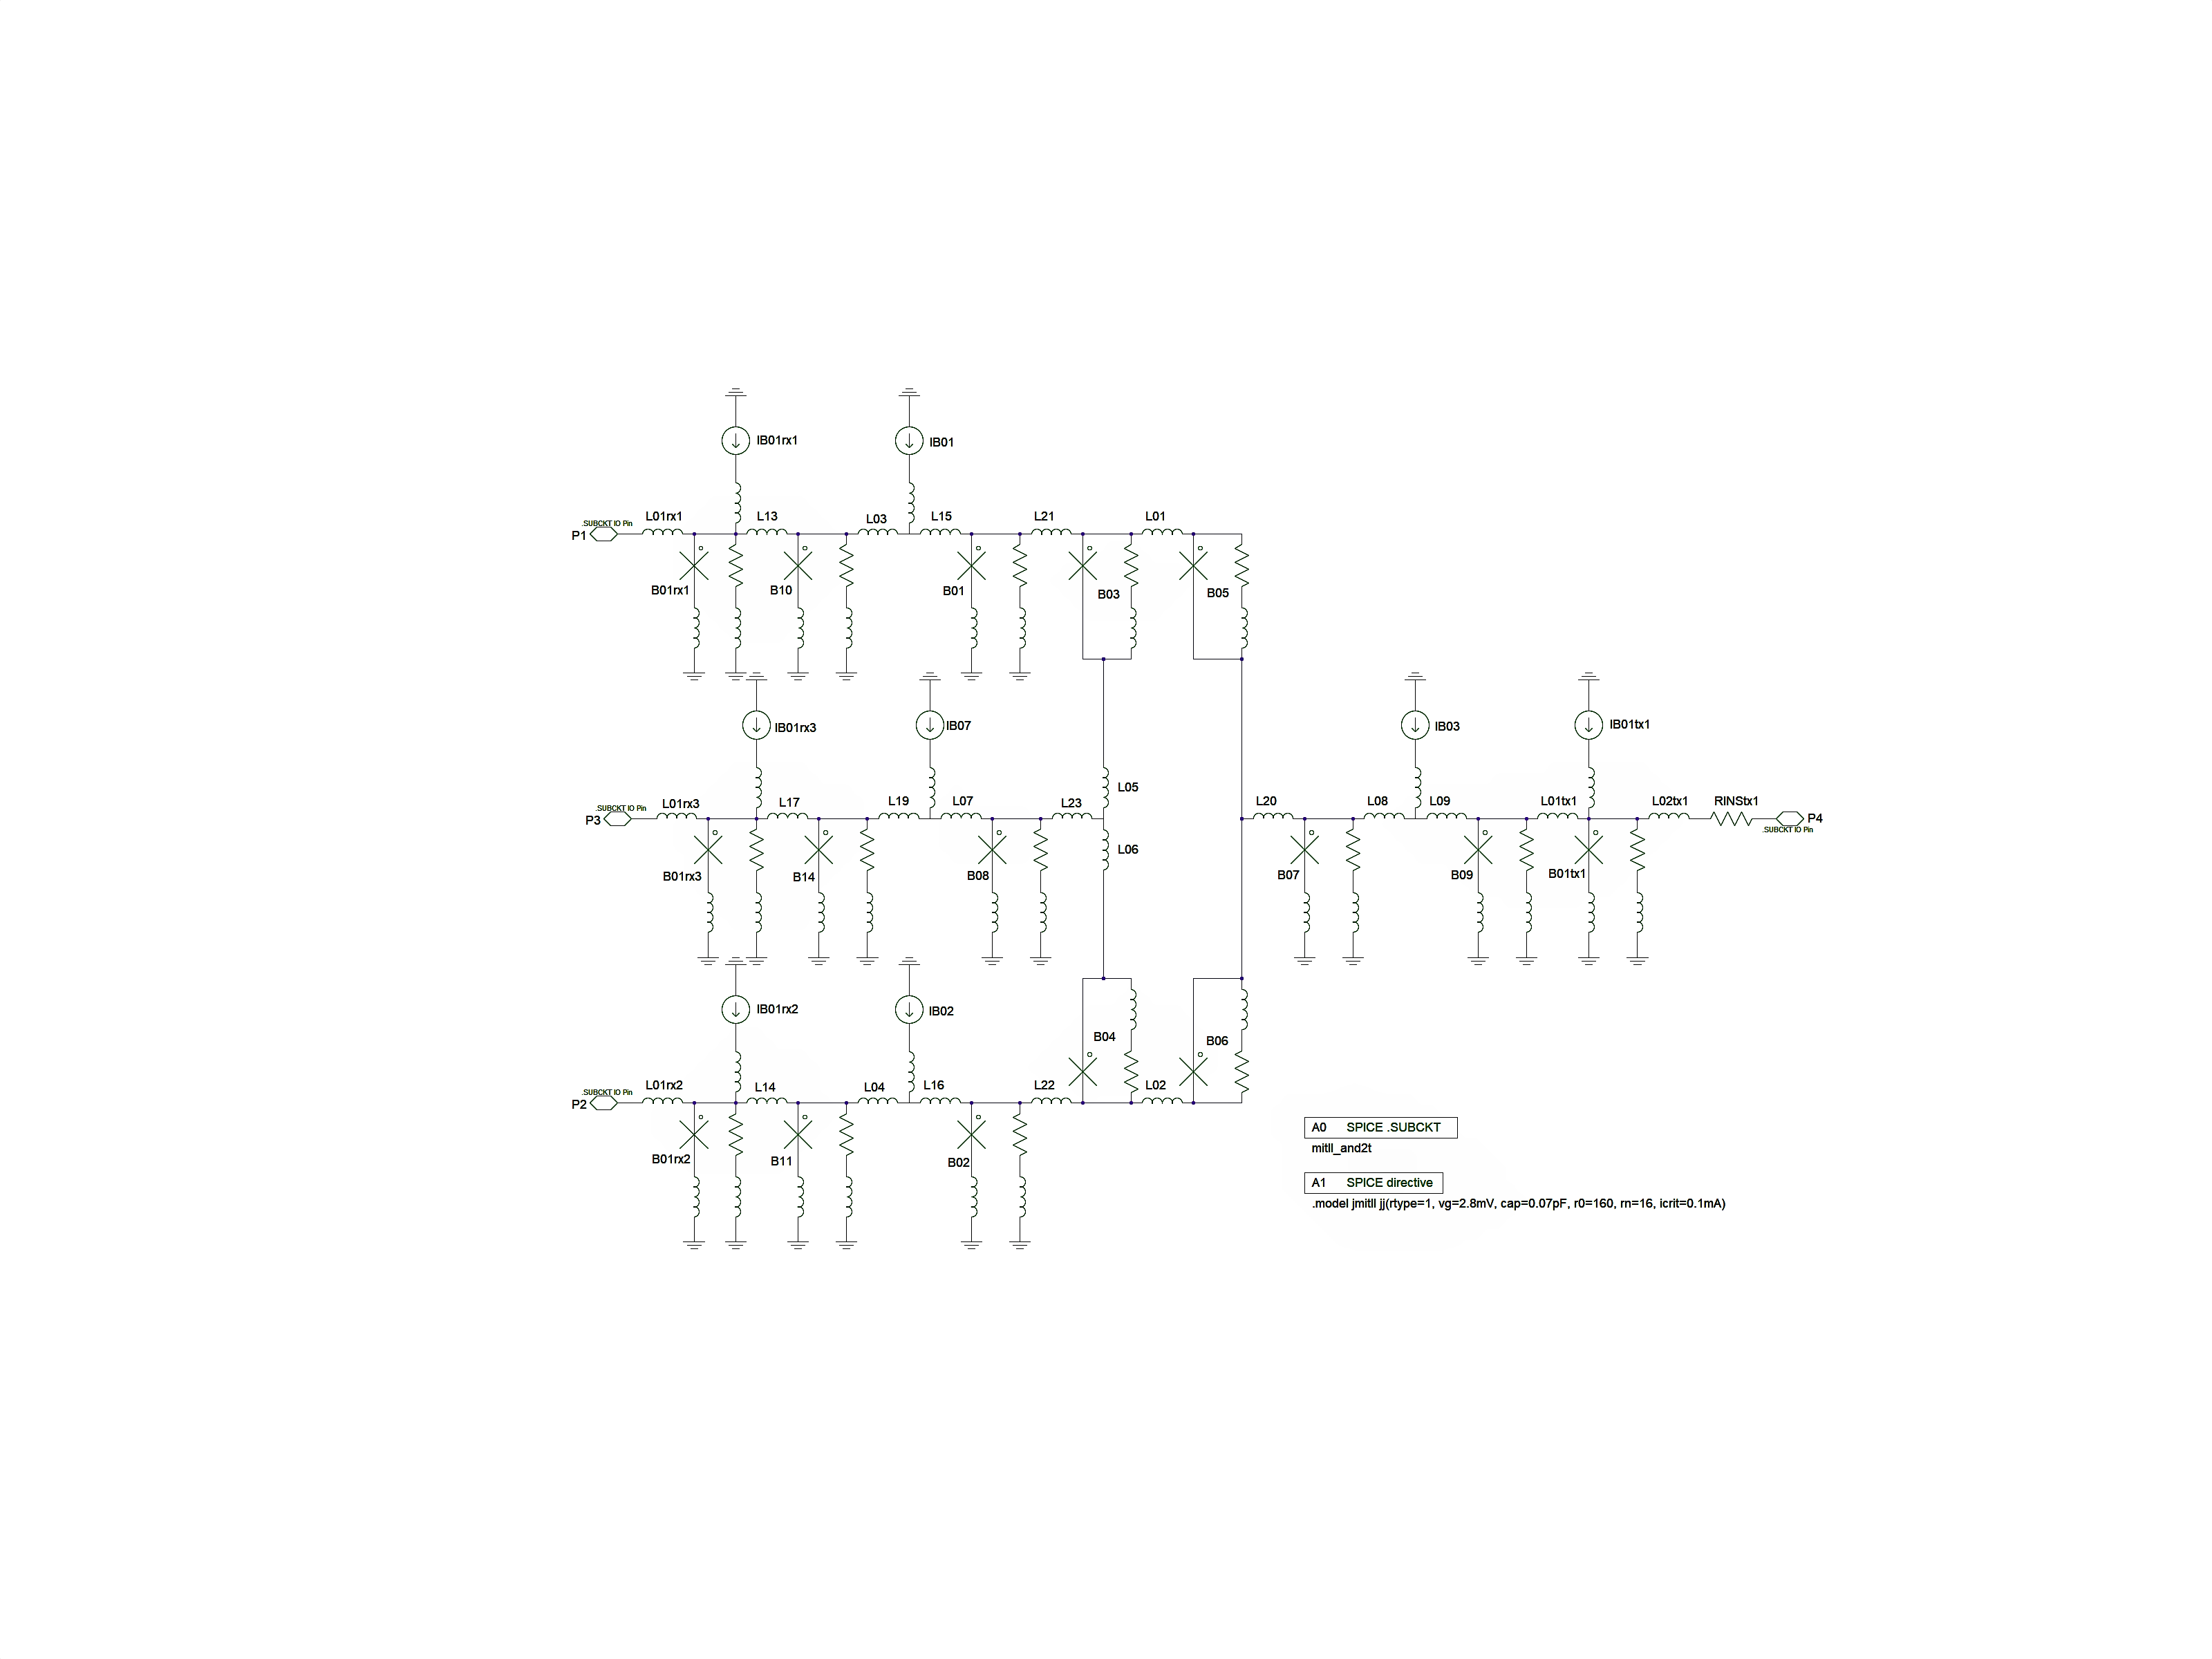 IB01rx1
IB01
.SUBCKT IO Pin
P1
L01rx1
L13
L03
L15
L21
L01
B01rx1
B10
B01
B03
B05
IB01rx3
IB07
IB03
IB01tx1
.SUBCKT IO Pin
P3
L01rx3
L17
L19
L07
L23
L05
L06
L20
L08
L09
L01tx1
L02tx1
RINStx1
P4
.SUBCKT IO Pin
B01rx3
B14
B08
B07
B09
B01tx1
IB01rx2
IB02
.SUBCKT IO Pin
P2
L01rx2
L14
L04
L16
L22
L02
B04
B06
B01rx2
B11
B02
A0 SPICE .SUBCKT
mitll_and2t
A1 SPICE directive
.model jmitll jj(rtype=1, vg=2.8mV, cap=0.07pF, r0=160, rn=16, icrit=0.1mA)